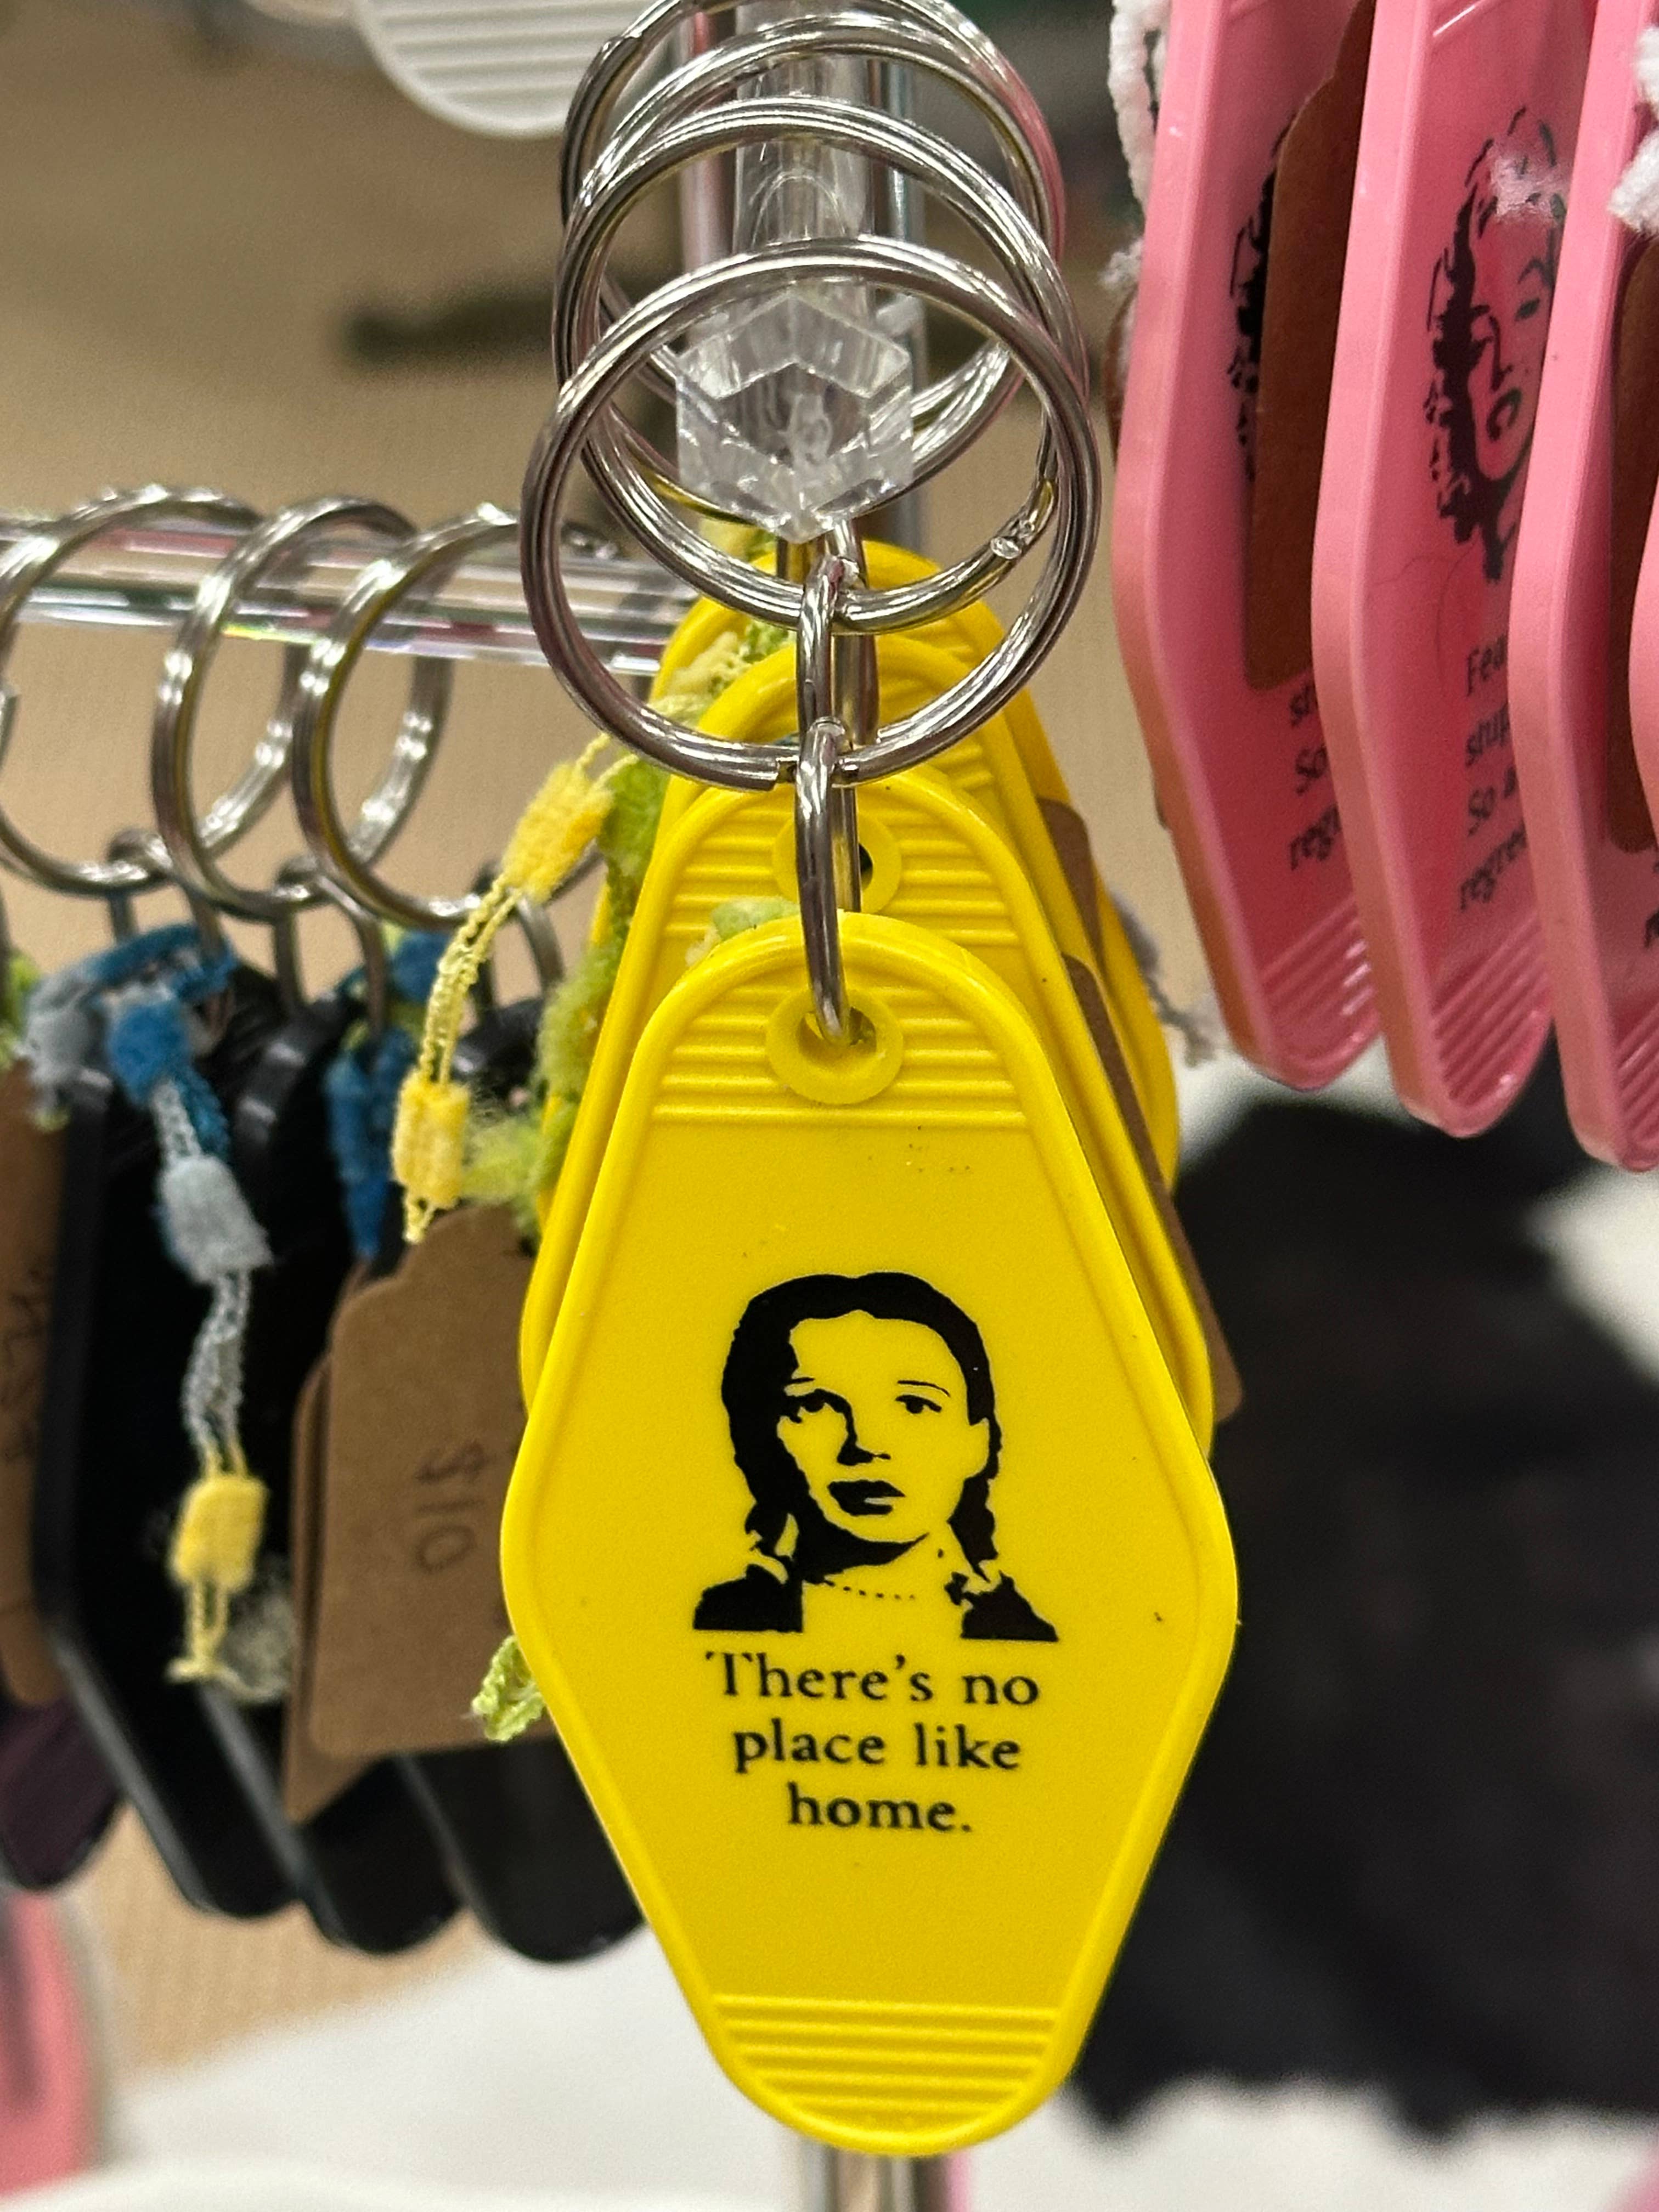 There's no
place like
home.
$10